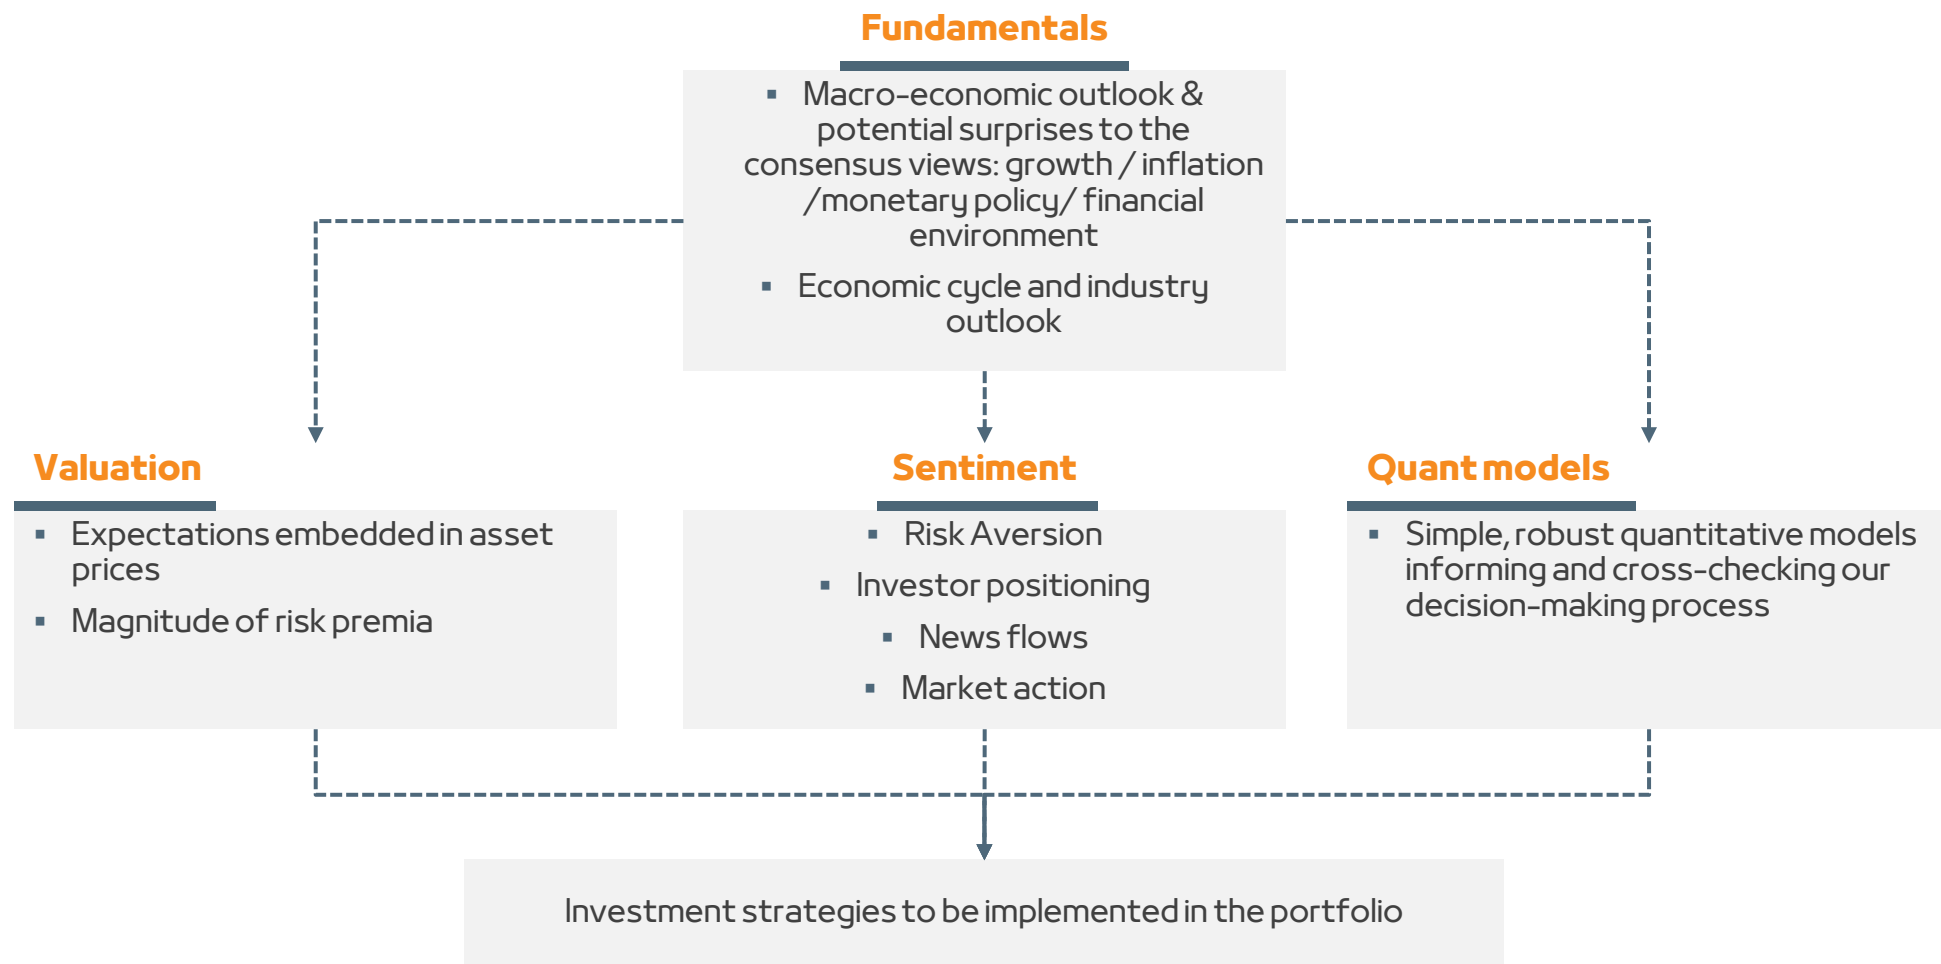 Fundamentals
▪ Macro-economic outlook &
potential surprises to the
consensus views: growth / inflation
/monetary policy/ financial
environment
▪ Economic cycle and industry
outlook
Valuation
▪ Expectations embedded in asset
prices
▪ Magnitude of risk premia
Sentiment
▪ Risk Aversion
▪ Investor positioning
▪ News flows
▪ Market action
Quant models
▪ Simple, robust quantitative models
informing and cross-checking our
decision-making process
Investment strategies to be implemented in the portfolio